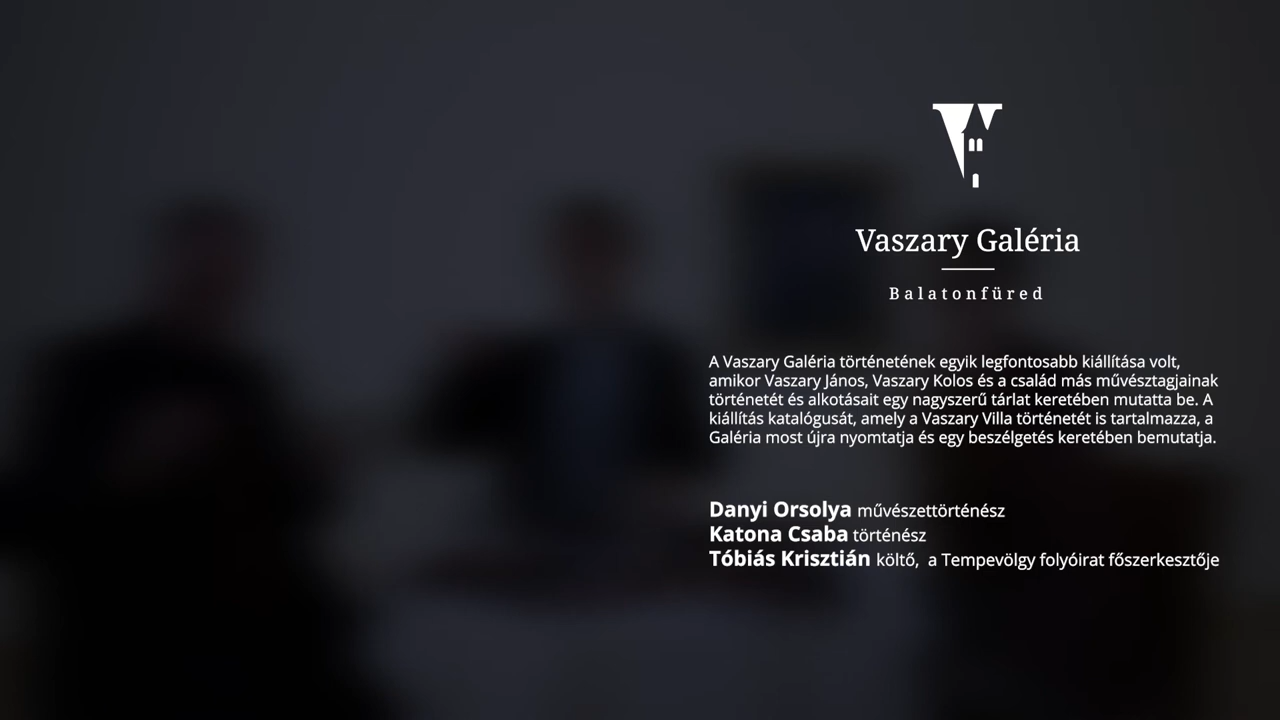 Vaszary Galéria
Balatonfüred
A Vaszary Galéria történetének egyik legfontosabb kiállítása volt,
amikor Vaszary János, Vaszary Kolos és a család más művésztagjainak
történetét és alkotásait egy nagyszerű tárlat keretében mutatta be. A
kiállítás katalógusát, amely a Vaszary Villa történetét is tartalmazza, a
Galéria most újra nyomtatja és egy beszélgetés keretében bemutatja.
Danyi Orsolya művészettörténész
Katona Csaba történész
Tóbiás Krisztián költő, a Tempevölgy folyóirat főszerkesztője